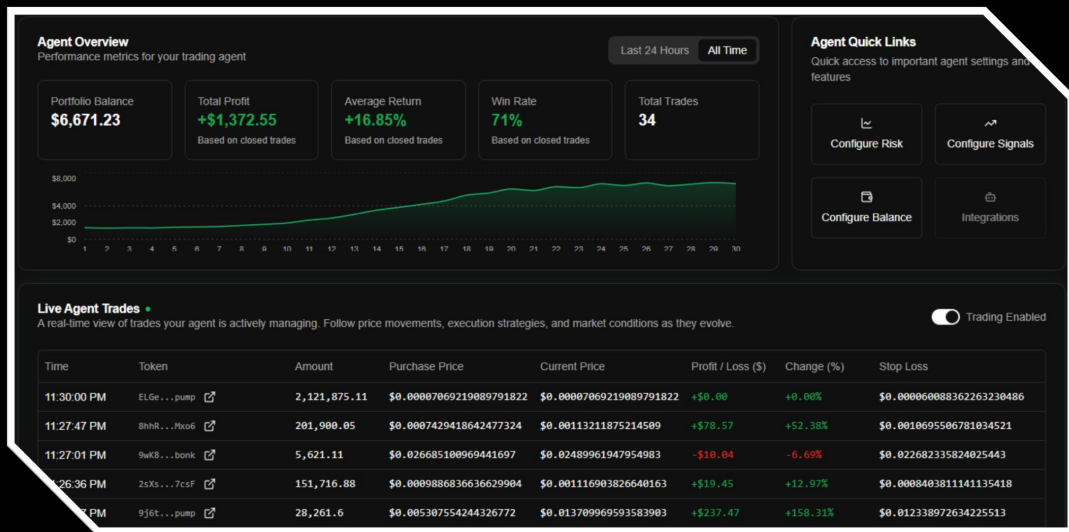 Agent Overview
Performance metrics for your trading agent
Last 24 Hours All Time
Portfolio Balance
$6,671.23
Total Profit
+$1,372.55
Based on closed trades
Average Return
+16.85%
Based on closed trades
Win Rate
71%
Based on closed trades
Total Trades
34
$8,000
$4,000
$2,000
$0
1 2 3 4 5 6 7 8 9 10 11 12 13 14 15 16 17 18 19 20 21 22 23 24 25 26 27 28 29 30
Agent Quick Links
Quick access to important agent settings and
features
Configure Risk
Configure Signals
Configure Balance
Integrations
Live Agent Trades
A real-time view of trades your agent is actively managing. Follow price movements, execution strategies, and market conditions as they evolve.
Trading Enabled
Time Token Amount Purchase Price Current Price Profit / Loss ($) Change (%) Stop Loss
11:30:00 PM ELGe...pump 2,121,875.11 $0.00007069219089791822 $0.00007069219089791822 +$0.00 +0.00% $0.000060088362263230486
11:27:47 PM 8hhR...Mxo6 201,900.05 $0.0007429418642477324 $0.00113211875214509 +$78.57 +52.38% $0.0010695506781034521
11:27:01 PM 9wK8...bonk 5,621.11 $0.026685100969441697 $0.02489961947954983 -$10.04 -6.69% $0.022682335824025443
:26:36 PM 2sXs...7csF 151,716.88 $0.0009886836636629904 $0.001116903826640163 +$19.45 +12.97% $0.0008403811141135418
PM 9j6t...pump 28,261.6 $0.005307554244326772 $0.013709969593583903 +$237.47 +158.31% $0.012338972634225513